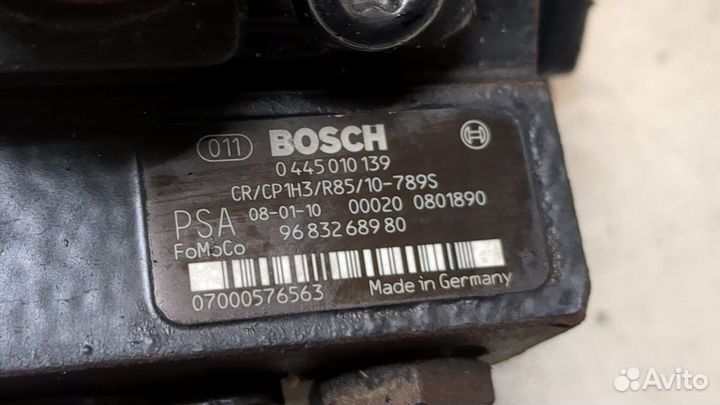 011 BOSCH
0 445 010 139
CR/CP1H3/R85/10-789S
PSA 08-01-10 00020 0801890
FoMoCo 96 832 689 80
07000576563 Made in Germany
Avito